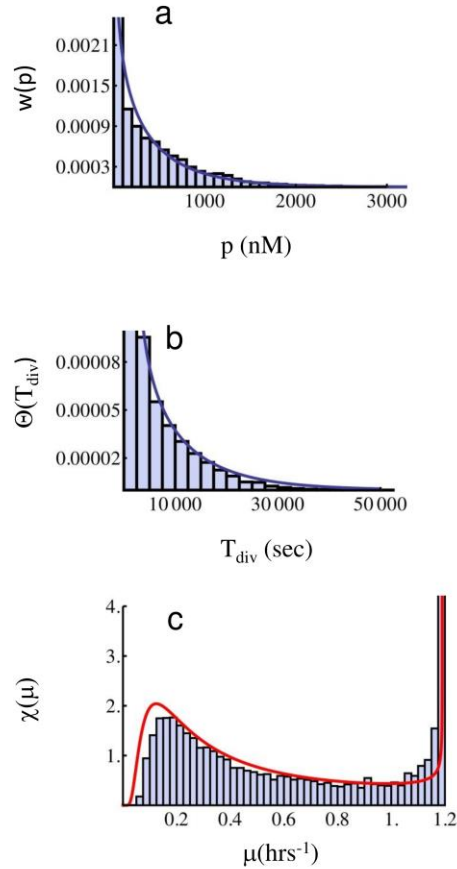 a
w(p)
0.0021
0.0015
0.0009
0.0003
1000 2000 3000
p (nM)
b
Θ(T_div)
0.00008
0.00005
0.00002
10 000 30 000 50 000
T_div (sec)
c
χ(μ)
4.
3.
2.
1.
0.2 0.4 0.6 0.8 1. 1.2
μ(hrs⁻¹)